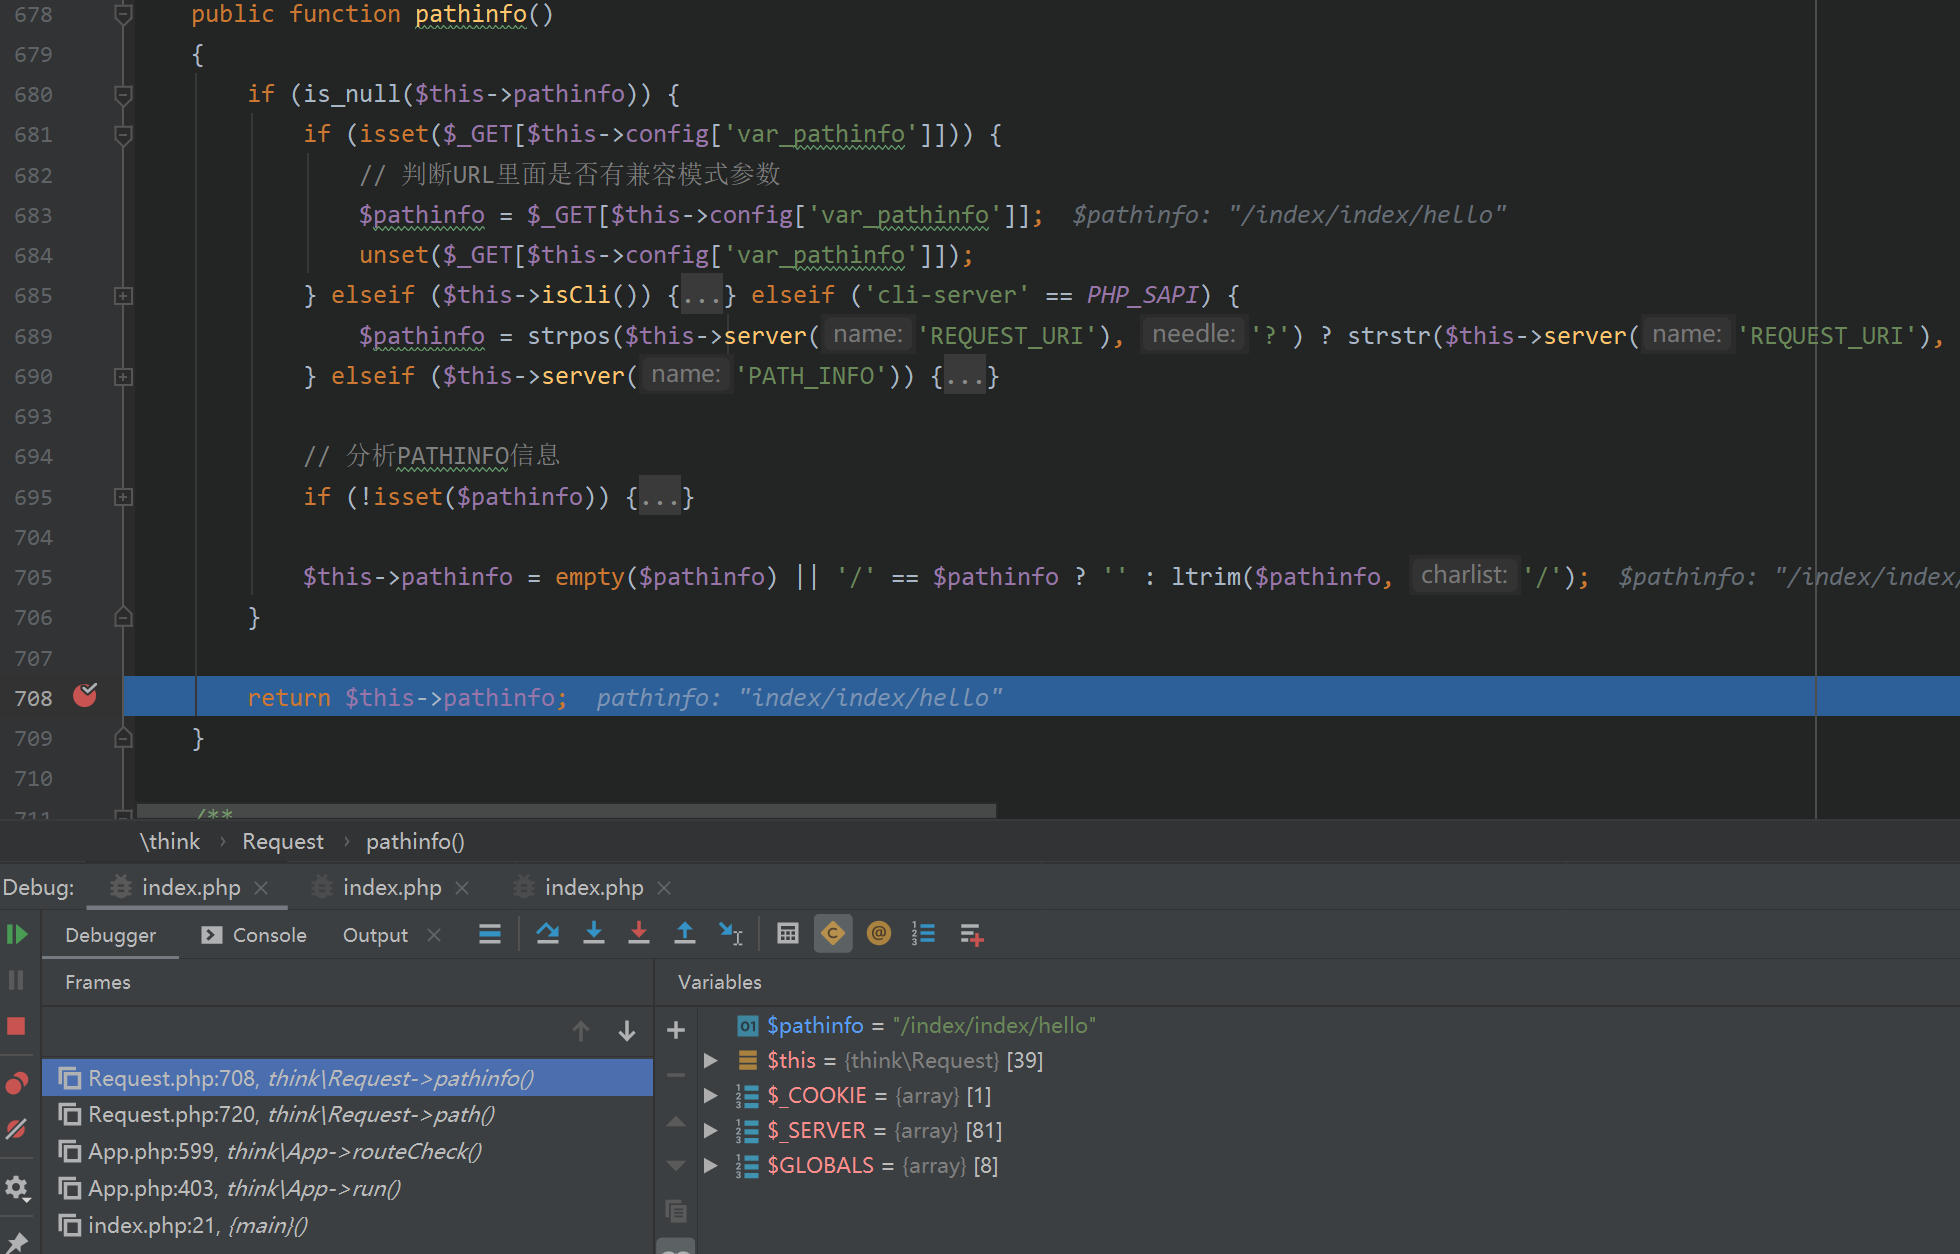 678 public function pathinfo()
679 {
680 if (is_null($this->pathinfo)) {
681 if (isset($_GET[$this->config['var_pathinfo']])) {
682 // 判断URL里面是否有兼容模式参数
683 $pathinfo = $_GET[$this->config['var_pathinfo']]; $pathinfo: "/index/index/hello"
684 unset($_GET[$this->config['var_pathinfo']]);
685 } elseif ($this->isCli()) {...} elseif ('cli-server' == PHP_SAPI) {
689 $pathinfo = strpos($this->server( name: 'REQUEST_URI'), needle: '?') ? strstr($this->server( name: 'REQUEST_URI'),
690 } elseif ($this->server( name: 'PATH_INFO')) {...}
693
694 // 分析PATHINFO信息
695 if (!isset($pathinfo)) {...}
704
705 $this->pathinfo = empty($pathinfo) || '/' == $pathinfo ? '' : ltrim($pathinfo, charlist: '/'); $pathinfo: "/index/index/
706 }
707
708 return $this->pathinfo; pathinfo: "index/index/hello"
709 }
710
711 /**
\think › Request › pathinfo()
Debug: index.php index.php index.php
Debugger Console Output
Frames
Variables
Request.php:708, think\Request->pathinfo()
Request.php:720, think\Request->path()
App.php:599, think\App->routeCheck()
App.php:403, think\App->run()
index.php:21, {main}()
$pathinfo = "/index/index/hello"
$this = {think\Request} [39]
$_COOKIE = {array} [1]
$_SERVER = {array} [81]
$GLOBALS = {array} [8]